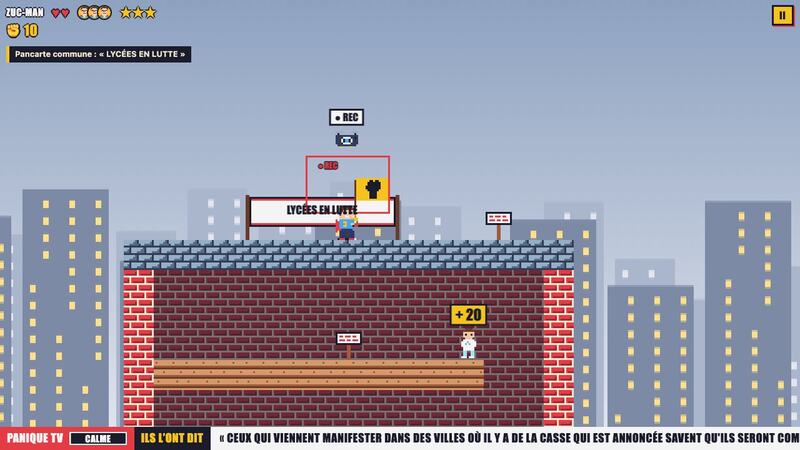 ZUC-MAN
10
Pancarte commune : « LYCÉES EN LUTTE »
● REC
● REC
LYCÉES EN LUTTE
+ 20
PANIQUE TV
CALME
ILS L'ONT DIT
« CEUX QUI VIENNENT MANIFESTER DANS DES VILLES OÙ IL Y A DE LA CASSE QUI EST ANNONCÉE SAVENT QU'ILS SERONT COM